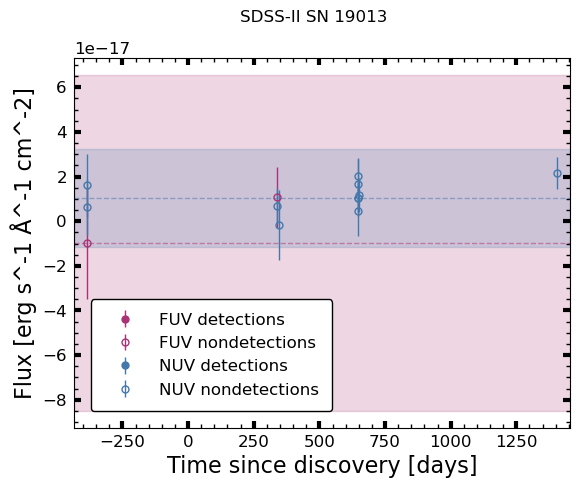 SDSS-II SN 19013
1e−17
6
4
2
0
−2
−4
−6
−8
Flux [erg s^-1 Å^-1 cm^-2]
FUV detections
FUV nondetections
NUV detections
NUV nondetections
−250 0 250 500 750 1000 1250
Time since discovery [days]